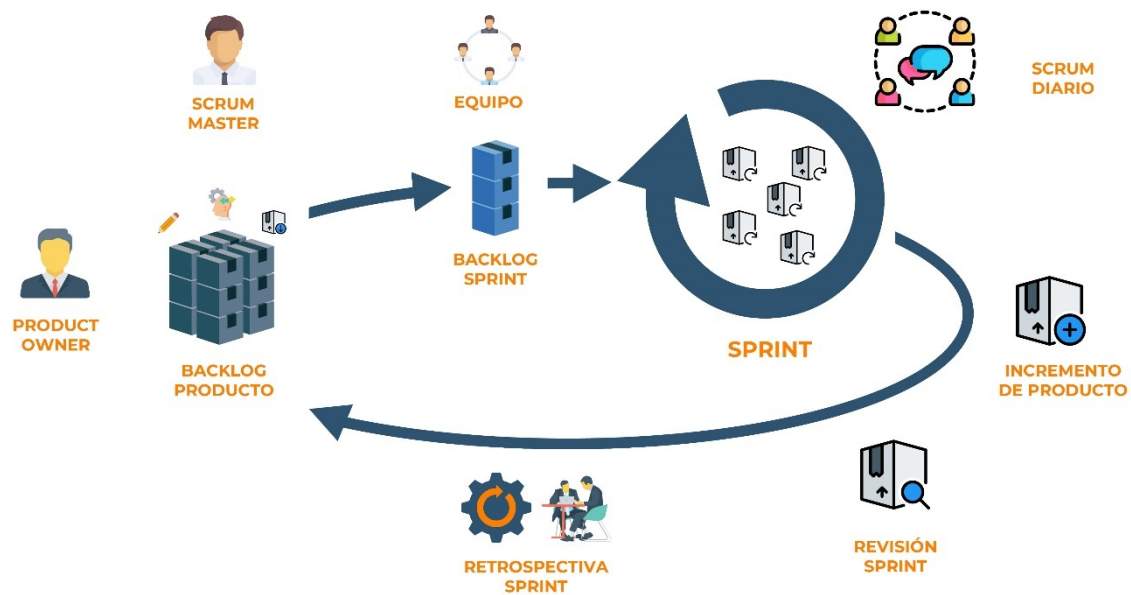 SCRUM
MASTER
EQUIPO
SCRUM
DIARIO
PRODUCT
OWNER
BACKLOG
PRODUCTO
BACKLOG
SPRINT
SPRINT
INCREMENTO
DE PRODUCTO
REVISIÓN
SPRINT
RETROSPECTIVA
SPRINT